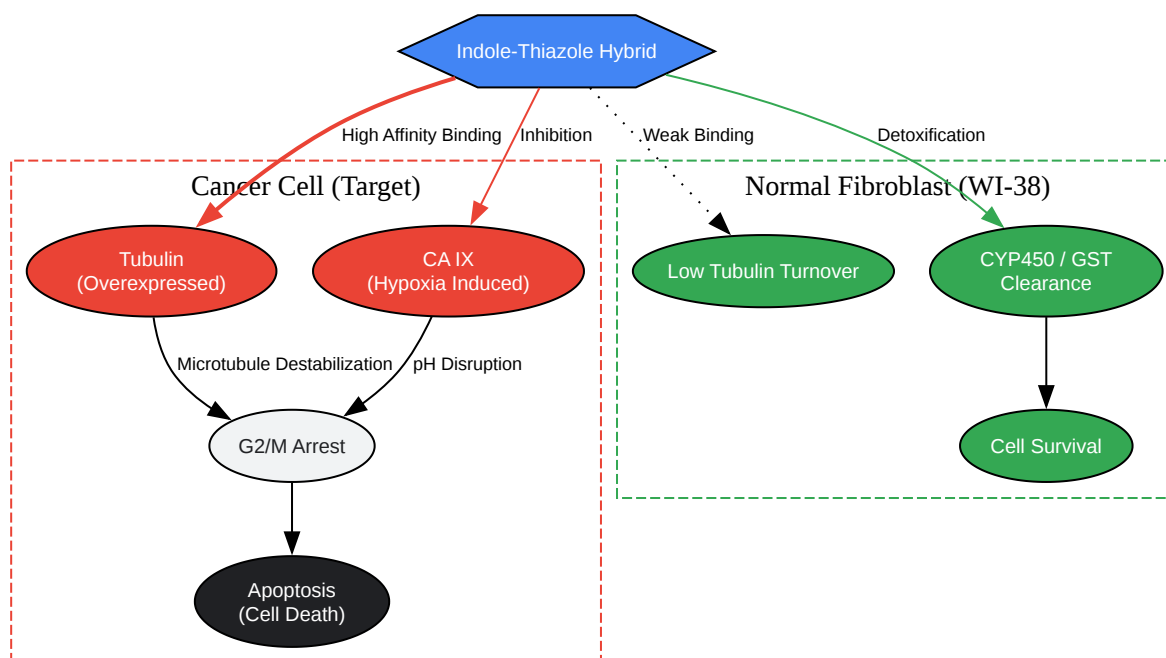 Indole-Thiazole Hybrid
High Affinity Binding
Inhibition
Weak Binding
Detoxification
Cancer Cell (Target)
Normal Fibroblast (WI-38)
Tubulin
(Overexpressed)
CA IX
(Hypoxia Induced)
Low Tubulin Turnover
CYP450 / GST
Clearance
Microtubule Destabilization
pH Disruption
G2/M Arrest
Cell Survival
Apoptosis
(Cell Death)